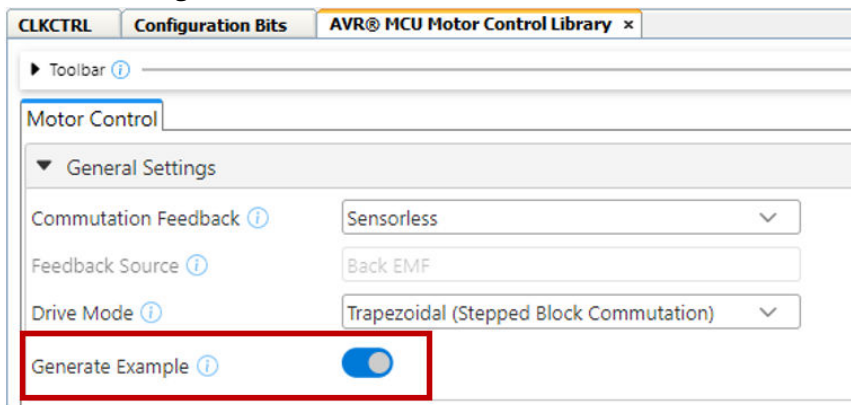 CLKCTRL Configuration Bits AVR® MCU Motor Control Library ×
Toolbar
Motor Control
General Settings
Commutation Feedback Sensorless
Feedback Source Back EMF
Drive Mode Trapezoidal (Stepped Block Commutation)
Generate Example